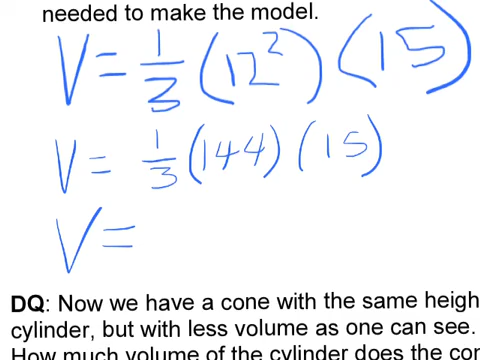 needed to make the model.
V = 1/3 (12²) (15)
V = 1/3 (144) (15)
V =
DQ: Now we have a cone with the same heigh
cylinder, but with less volume as one can see.
How much volume of the cylinder does the con